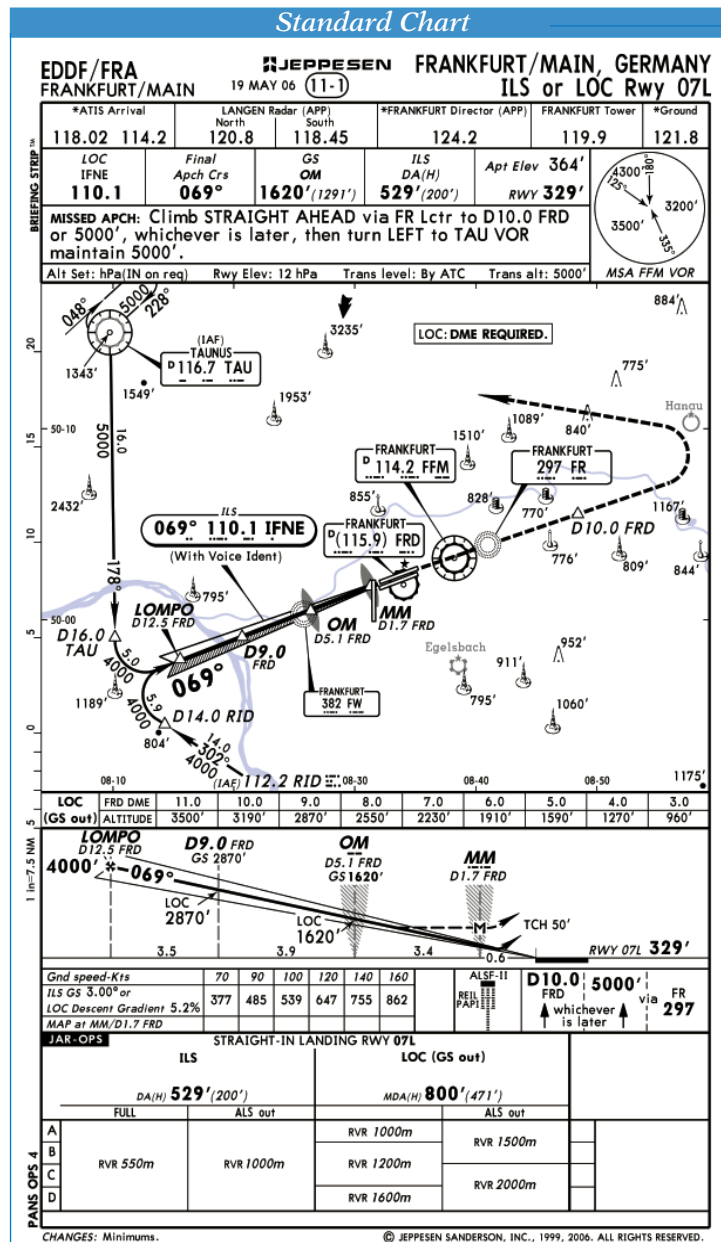 Standard Chart
EDDF/FRA
FRANKFURT/MAIN
JEPPESEN
19 MAY 06 (11-1)
FRANKFURT/MAIN, GERMANY
ILS or LOC Rwy 07L
BRIEFING STRIP™
*ATIS Arrival
118.02 114.2
LANGEN Radar (APP)
North South
120.8 118.45
*FRANKFURT Director (APP)
124.2
FRANKFURT Tower
119.9
*Ground
121.8
LOC
IFNE
110.1
Final
Apch Crs
069°
GS
OM
1620'(1291')
ILS
DA(H)
529'(200')
Apt Elev 364'
RWY 329'
MISSED APCH: Climb STRAIGHT AHEAD via FR Lctr to D10.0 FRD
or 5000', whichever is later, then turn LEFT to TAU VOR
maintain 5000'.
4300'
180°
125°
3200'
3500'
335°
MSA FFM VOR
Alt Set: hPa(IN on req) Rwy Elev: 12 hPa Trans level: By ATC Trans alt: 5000'
048°
5000
228°
(IAF)
TAUNUS
D 116.7 TAU
1343'
1549'
3235'
LOC: DME REQUIRED.
884'
775'
1953'
Hanau
1089'
840'
1510'
5000
16.0
178°
2432'
FRANKFURT
D 114.2 FFM
FRANKFURT
297 FR
855'
828'
770'
1167'
D10.0 FRD
ILS
069° 110.1 IFNE
(With Voice Ident)
FRANKFURT
D(115.9) FRD
776'
809'
844'
795'
LOMPO
D12.5 FRD
MM
D1.7 FRD
OM
D5.1 FRD
D16.0
TAU
D9.0
FRD
Egelsbach
952'
911'
795'
5.0
4000
069°
FRANKFURT
382 FW
1189'
5.9
4000
D14.0 RID
1060'
804'
14.0
302°
4000
(IAF) 112.2 RID
1175'
20
15
10
5
0
5
50-10
50-00
08-10 08-30 08-40 08-50
LOC
(GS out)
FRD DME 11.0 10.0 9.0 8.0 7.0 6.0 5.0 4.0 3.0
ALTITUDE 3500' 3190' 2870' 2550' 2230' 1910' 1590' 1270' 960'
1 in=7.5 NM
LOMPO
D12.5 FRD
4000'
069°
D9.0 FRD
GS 2870'
LOC
2870'
OM
D5.1 FRD
GS1620'
LOC
1620'
MM
D1.7 FRD
M
TCH 50'
3.5 3.9 3.4 0.6
RWY 07L 329'
Gnd speed-Kts 70 90 100 120 140 160
ILS GS 3.00° or
LOC Descent Gradient 5.2%
377 485 539 647 755 862
MAP at MM/D1.7 FRD
ALSF-II
REIL
PAPI
D10.0
FRD
5000'
whichever
is later
via
FR
297
JAR-OPS
STRAIGHT-IN LANDING RWY 07L
ILS
LOC (GS out)
DA(H) 529'(200')
MDA(H) 800'(471')
FULL
ALS out
ALS out
A
B
C
D
RVR 550m
RVR 1000m
RVR 1000m
RVR 1200m
RVR 1600m
RVR 1500m
RVR 2000m
PANS OPS 4
CHANGES: Minimums.
© JEPPESEN SANDERSON, INC., 1999, 2006. ALL RIGHTS RESERVED.